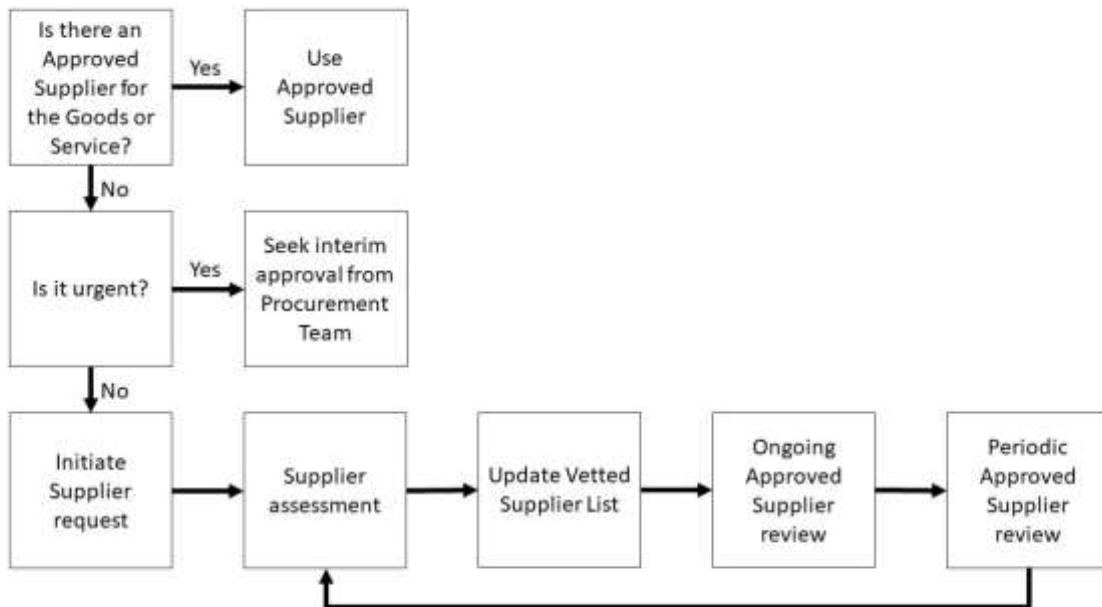 Is there an
Approved
Supplier for
the Goods or
Service?
Yes
Use
Approved
Supplier
No
Is it urgent?
Yes
Seek interim
approval from
Procurement
Team
No
Initiate
Supplier
request
Supplier
assessment
Update Vetted
Supplier List
Ongoing
Approved
Supplier
review
Periodic
Approved
Supplier
review